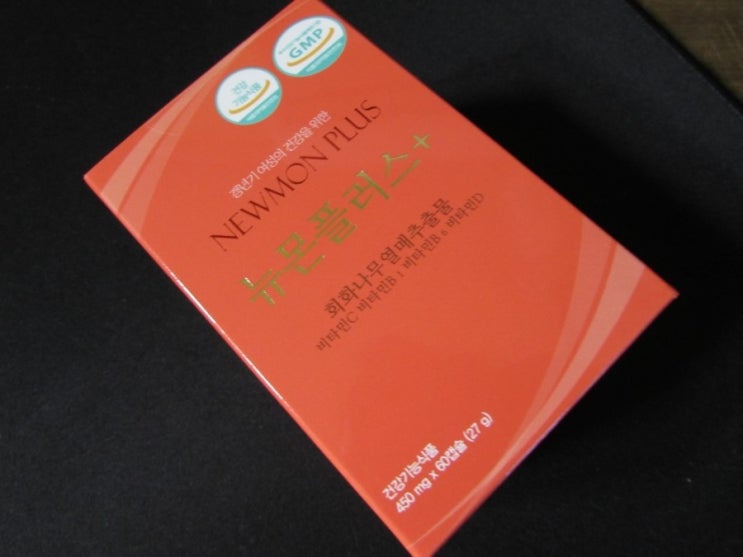 건강
기능식품
GMP
갱년기 여성의 건강을 위한
NEWMON PLUS
뉴몬플러스+
회화나무열매추출물
비타민C 비타민B1 비타민B6 비타민D
건강기능식품
450 mg x 60캡슐 (27 g)